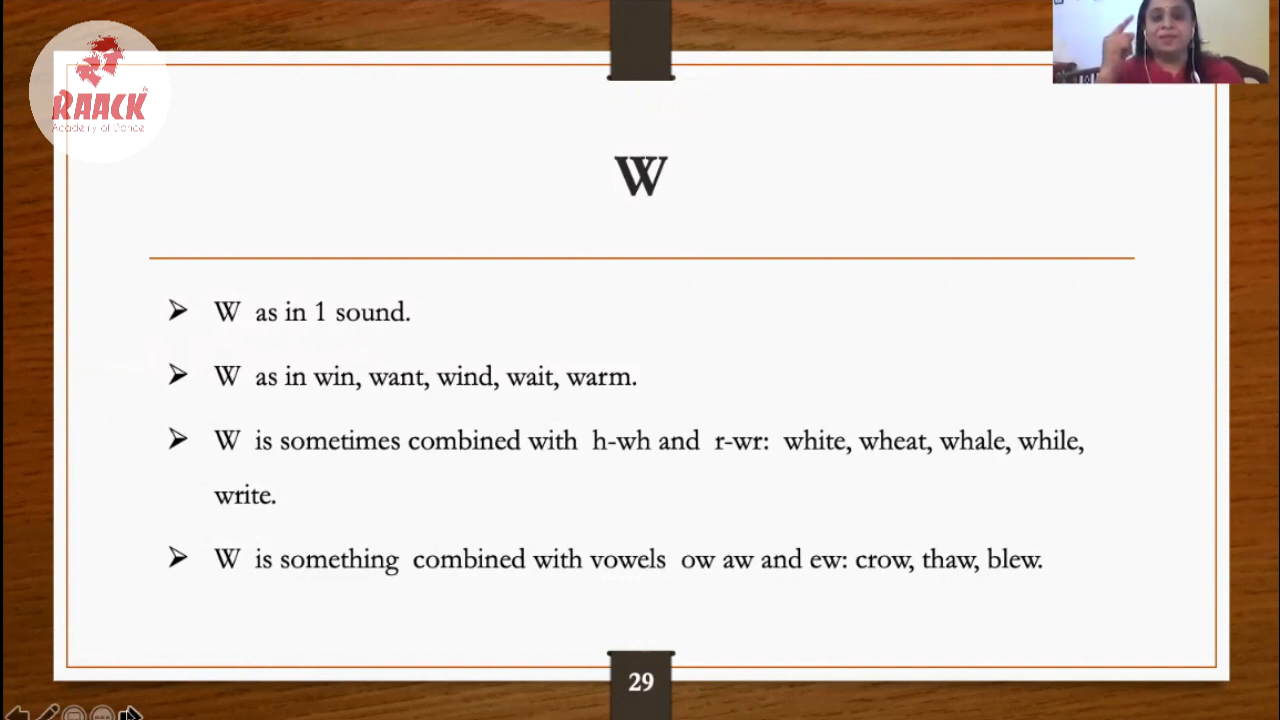 RAACK
Academy of Dance
W
W as in 1 sound.
W as in win, want, wind, wait, warm.
W is sometimes combined with h-wh and r-wr: white, wheat, whale, while,
write.
W is something combined with vowels ow aw and ew: crow, thaw, blew.
29